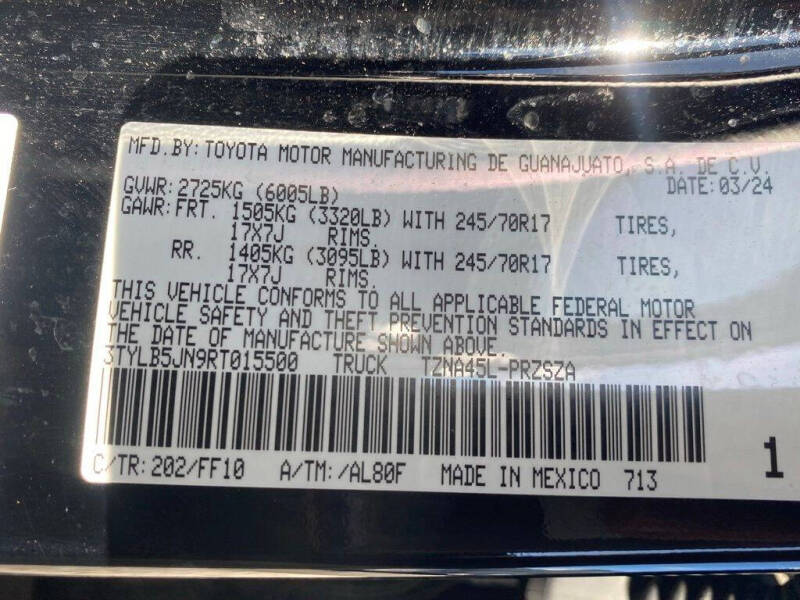 MFD.BY: TOYOTA MOTOR MANUFACTURING DE GUANAJUATO, S.A. DE C.V.
GVWR: 2725KG (6005LB) DATE: 03/24
GAWR: FRT. 1505KG (3320LB) WITH 245/70R17 TIRES,
17X7J RIMS.
RR. 1405KG (3095LB) WITH 245/70R17 TIRES,
17X7J RIMS.
THIS VEHICLE CONFORMS TO ALL APPLICABLE FEDERAL MOTOR
VEHICLE SAFETY AND THEFT PREVENTION STANDARDS IN EFFECT ON
THE DATE OF MANUFACTURE SHOWN ABOVE.
3TYLB5JN9RT015500 TRUCK TZNA45L-PRZSZA
C/TR: 202/FF10 A/TM: /AL80F MADE IN MEXICO 713
1